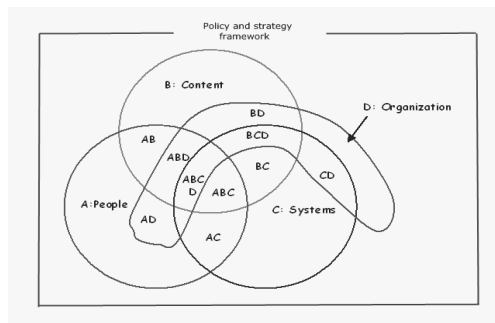 Policy and strategy
framework
B: Content
D: Organization
BD
BCD
AB
ABD
BC
CD
ABC
D
ABC
A:People
C: Systems
AD
AC